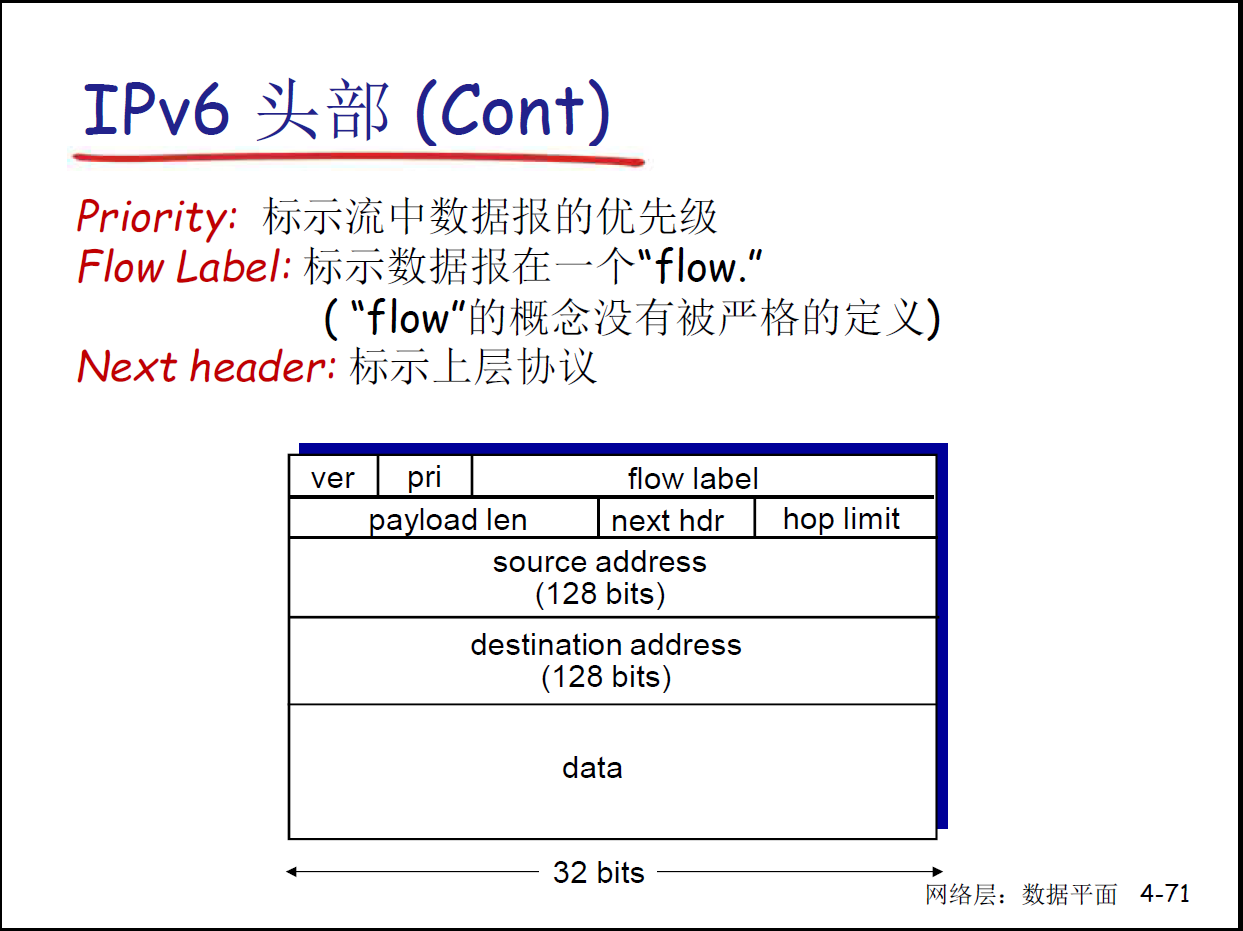 IPv6 头部 (Cont)
Priority: 标示流中数据报的优先级
Flow Label: 标示数据报在一个“flow.”
( “flow”的概念没有被严格的定义)
Next header: 标示上层协议
ver pri flow label
payload len next hdr hop limit
source address
(128 bits)
destination address
(128 bits)
data
32 bits
网络层：数据平面 4-71